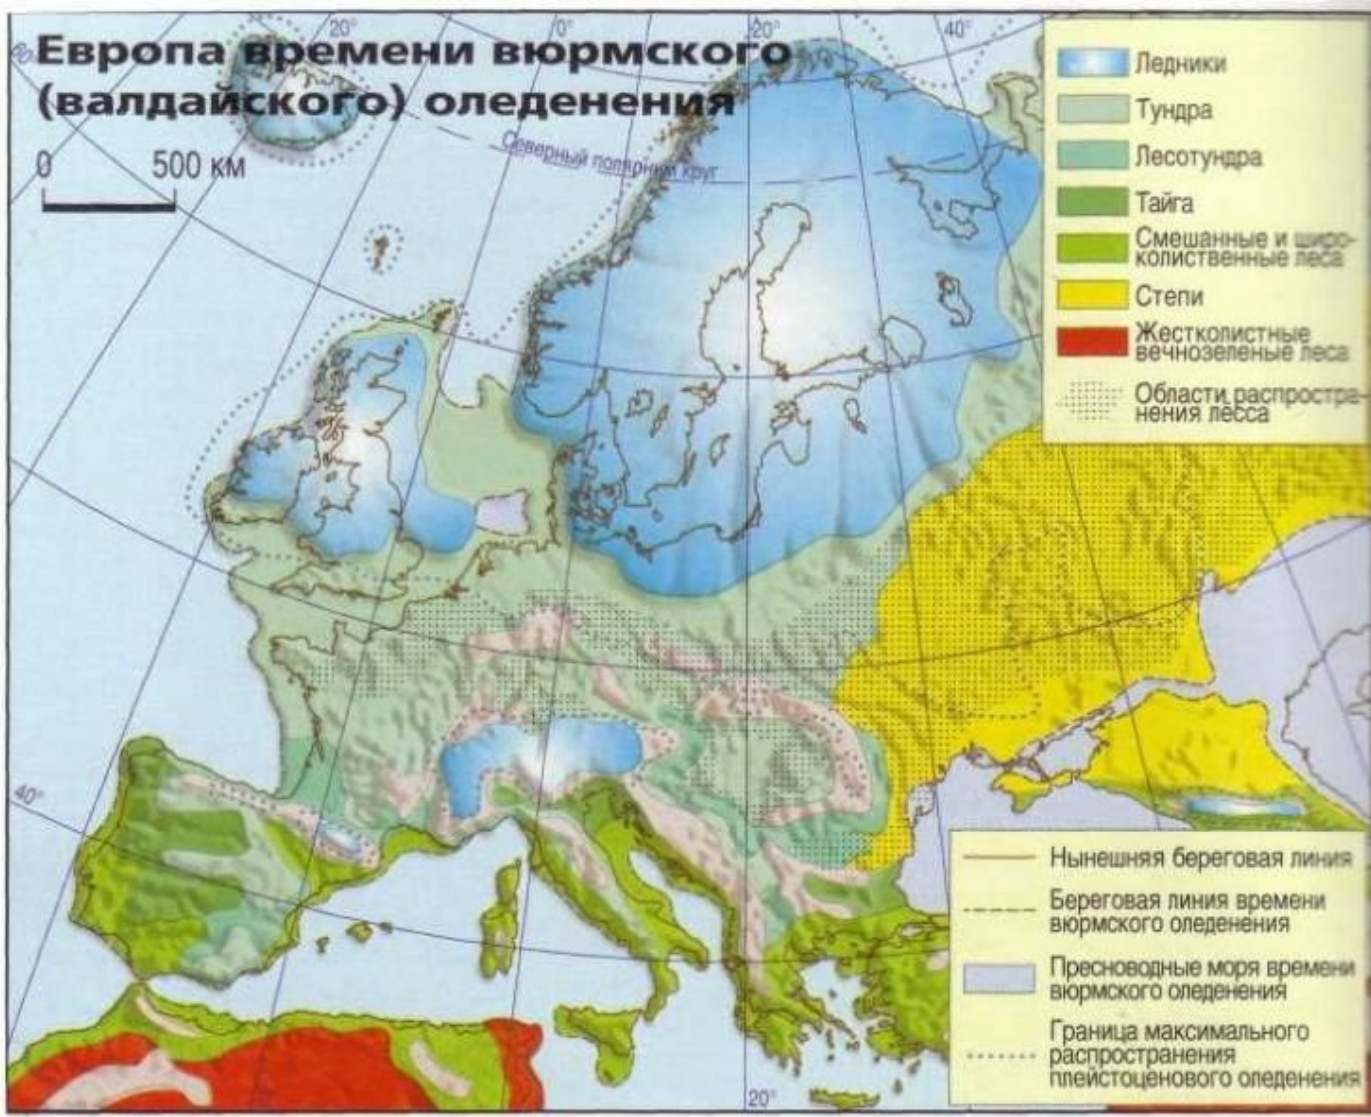 Европа времени вюрмского
(валдайского) оледенения
0 500 км
20°
0°
20°
40°
Северный полярный круг
40°
20°
Ледники
Тундра
Лесотундра
Тайга
Смешанные и широ-
колиственные леса
Степи
Жестколистные
вечнозеленые леса
Области распростра-
нения лёсса
Нынешняя береговая линия
Береговая линия времени
вюрмского оледенения
Пресноводные моря времени
вюрмского оледенения
Граница максимального
распространения
плейстоценового оледенения